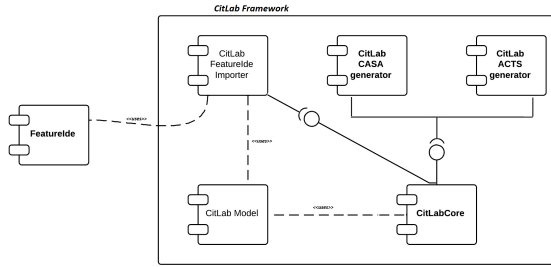 CitLab Framework
CitLab
FeatureIde
Importer
CitLab
CASA
generator
CitLab
ACTS
generator
FeatureIde
<<uses>>
<<uses>>
CitLab Model
<<uses>>
CitLabCore